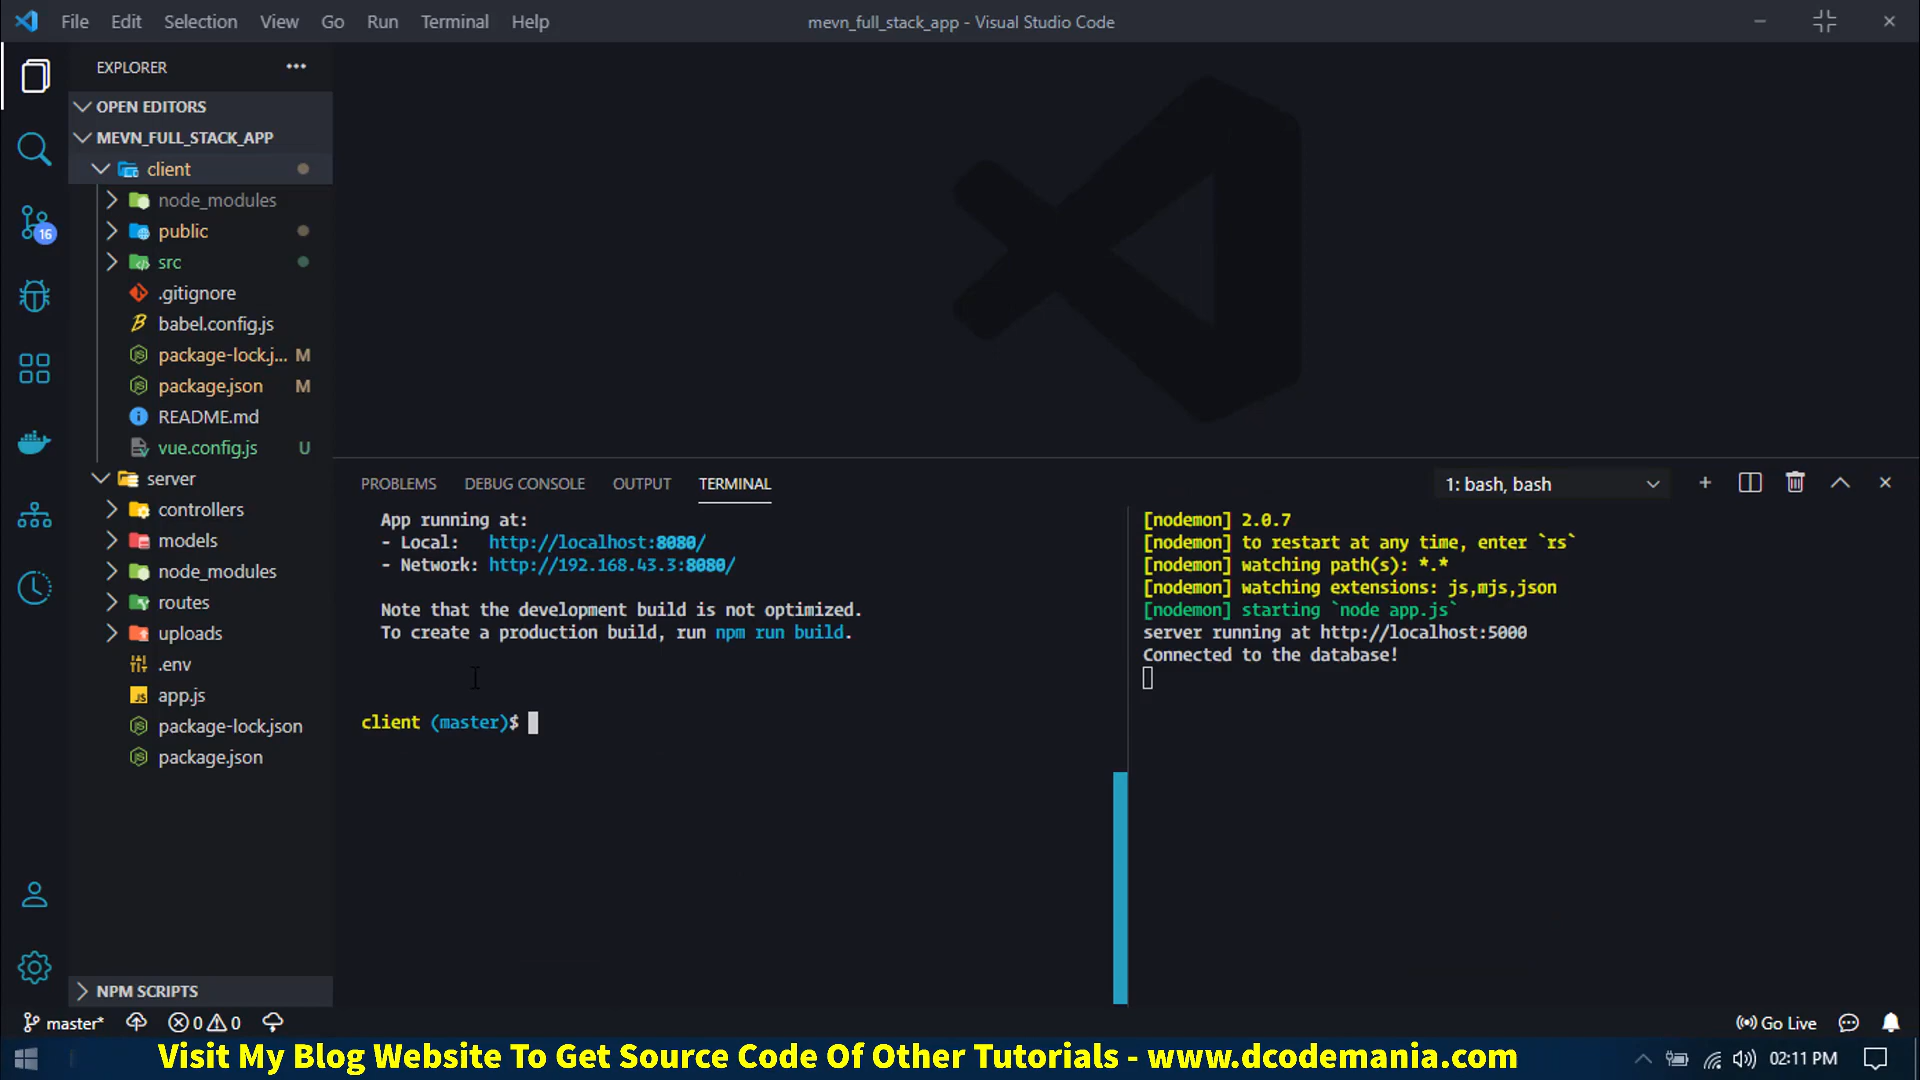 File Edit Selection View Go Run Terminal Help
mevn_full_stack_app - Visual Studio Code
EXPLORER
OPEN EDITORS
MEVN_FULL_STACK_APP
client
node_modules
public
src
.gitignore
babel.config.js
package-lock.j... M
package.json M
README.md
vue.config.js U
server
controllers
models
node_modules
routes
uploads
.env
app.js
package-lock.json
package.json
NPM SCRIPTS
16
PROBLEMS DEBUG CONSOLE OUTPUT TERMINAL
1: bash, bash
App running at:
- Local: http://localhost:8080/
- Network: http://192.168.43.3:8080/
Note that the development build is not optimized.
To create a production build, run npm run build.
client (master)$
[nodemon] 2.0.7
[nodemon] to restart at any time, enter `rs`
[nodemon] watching path(s): *.*
[nodemon] watching extensions: js,mjs,json
[nodemon] starting `node app.js`
server running at http://localhost:5000
Connected to the database!
master* 0 0
Go Live
Visit My Blog Website To Get Source Code Of Other Tutorials - www.dcodemania.com
02:11 PM